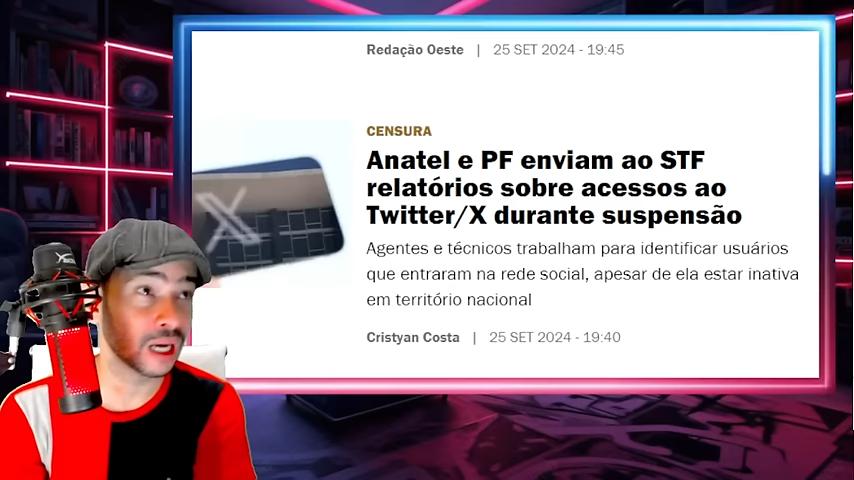 Redação Oeste | 25 SET 2024 - 19:45
CENSURA
Anatel e PF enviam ao STF
relatórios sobre acessos ao
Twitter/X durante suspensão
Agentes e técnicos trabalham para identificar usuários
que entraram na rede social, apesar de ela estar inativa
em território nacional
Cristyan Costa | 25 SET 2024 - 19:40